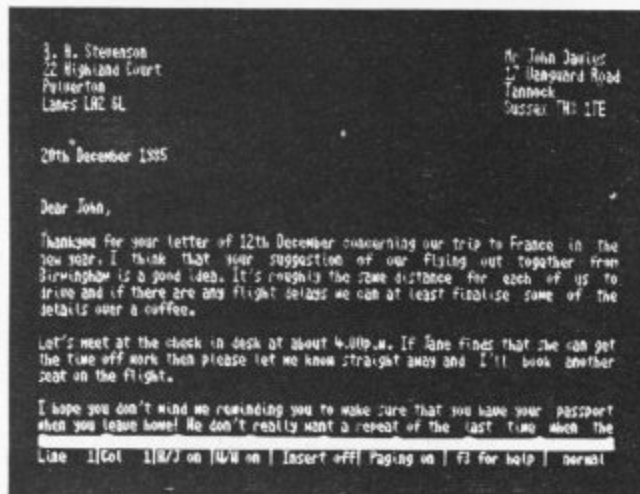 J. H. Stevenson
22 Highland Court
Pulverton
Lancs LA2 6L
Mr John Davies
17 Vanguard Road
Tannock
Sussex TN3 1TE
20th December 1985
Dear John,
Thankyou for your letter of 12th December concerning our trip to France in the
new year. I think that your suggestion of our flying out together from
Birmingham is a good idea. It's roughly the same distance for each of us to
drive and if there are any flight delays we can at least finalise some of the
details over a coffee.
Let's meet at the check in desk at about 4.00p.m. If Jane finds that she can get
the time off work then please let me know straight away and I'll book another
seat on the flight.
I hope you don't mind me reminding you to make sure that you have your passport
when you leave home! We don't really want a repeat of the last time when the
Line 1|Col 1|R/J on |W/W on | Insert off| Paging on | f3 for help | normal